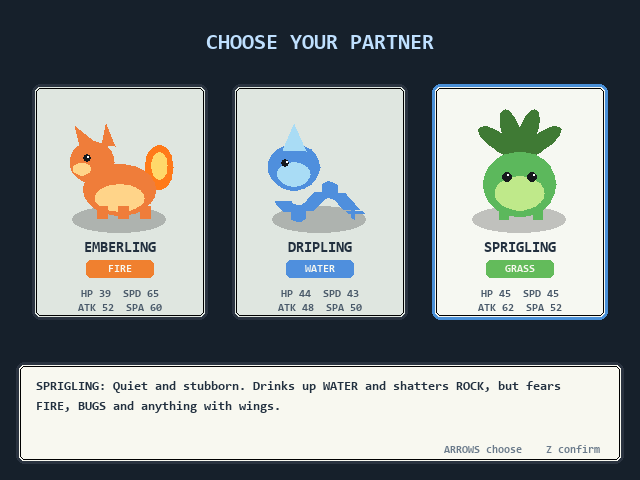 CHOOSE YOUR PARTNER
EMBERLING
FIRE
HP 39 SPD 65
ATK 52 SPA 60
DRIPLING
WATER
HP 44 SPD 43
ATK 48 SPA 50
SPRIGLING
GRASS
HP 45 SPD 45
ATK 62 SPA 52
SPRIGLING: Quiet and stubborn. Drinks up WATER and shatters ROCK, but fears
FIRE, BUGS and anything with wings.
ARROWS choose Z confirm